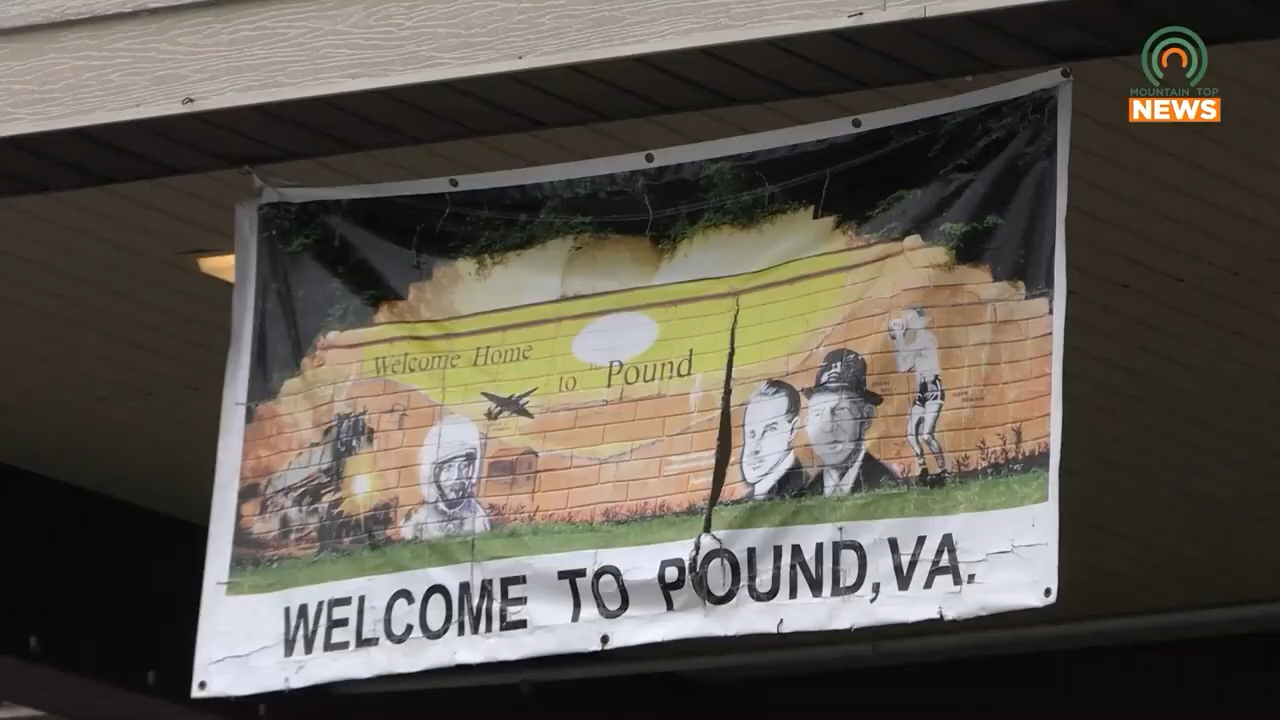 MOUNTAIN TOP
NEWS
Welcome Home
to Pound
WELCOME TO POUND, VA.